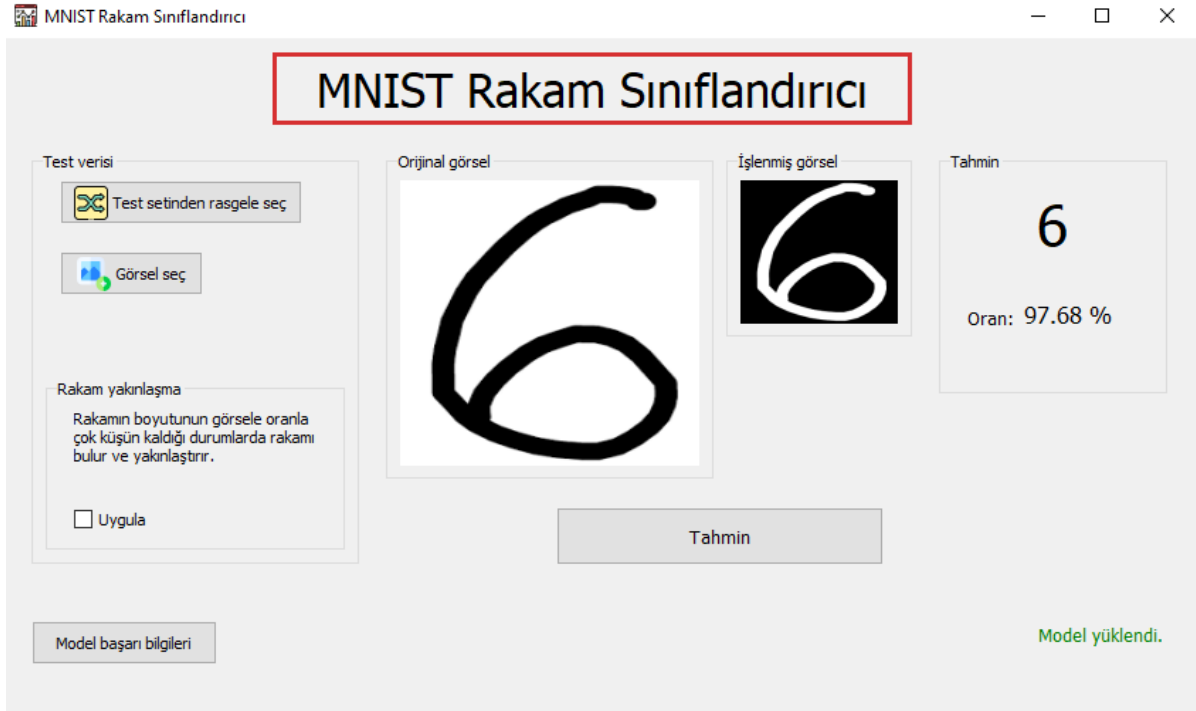 MNIST Rakam Sınıflandırıcı
MNIST Rakam Sınıflandırıcı
Test verisi
Test setinden rasgele seç
Görsel seç
Rakam yakınlaşma
Rakamın boyutunun görsele oranla
çok küşün kaldığı durumlarda rakamı
bulur ve yakınlaştırır.
Uygula
Orijinal görsel
6
İşlenmiş görsel
6
Tahmin
6
Oran: 97.68 %
Tahmin
Model başarı bilgileri
Model yüklendi.